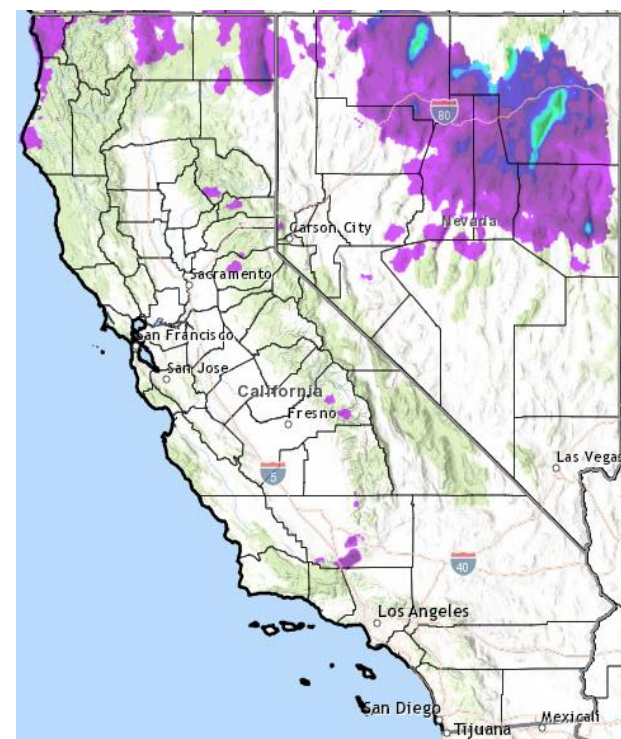 80
Nevada
Carson City
Sacramento
San Francisco
San Jose
California
Fresno
Las Vegas
5
40
Los Angeles
San Diego
Mexicali
Tijuana